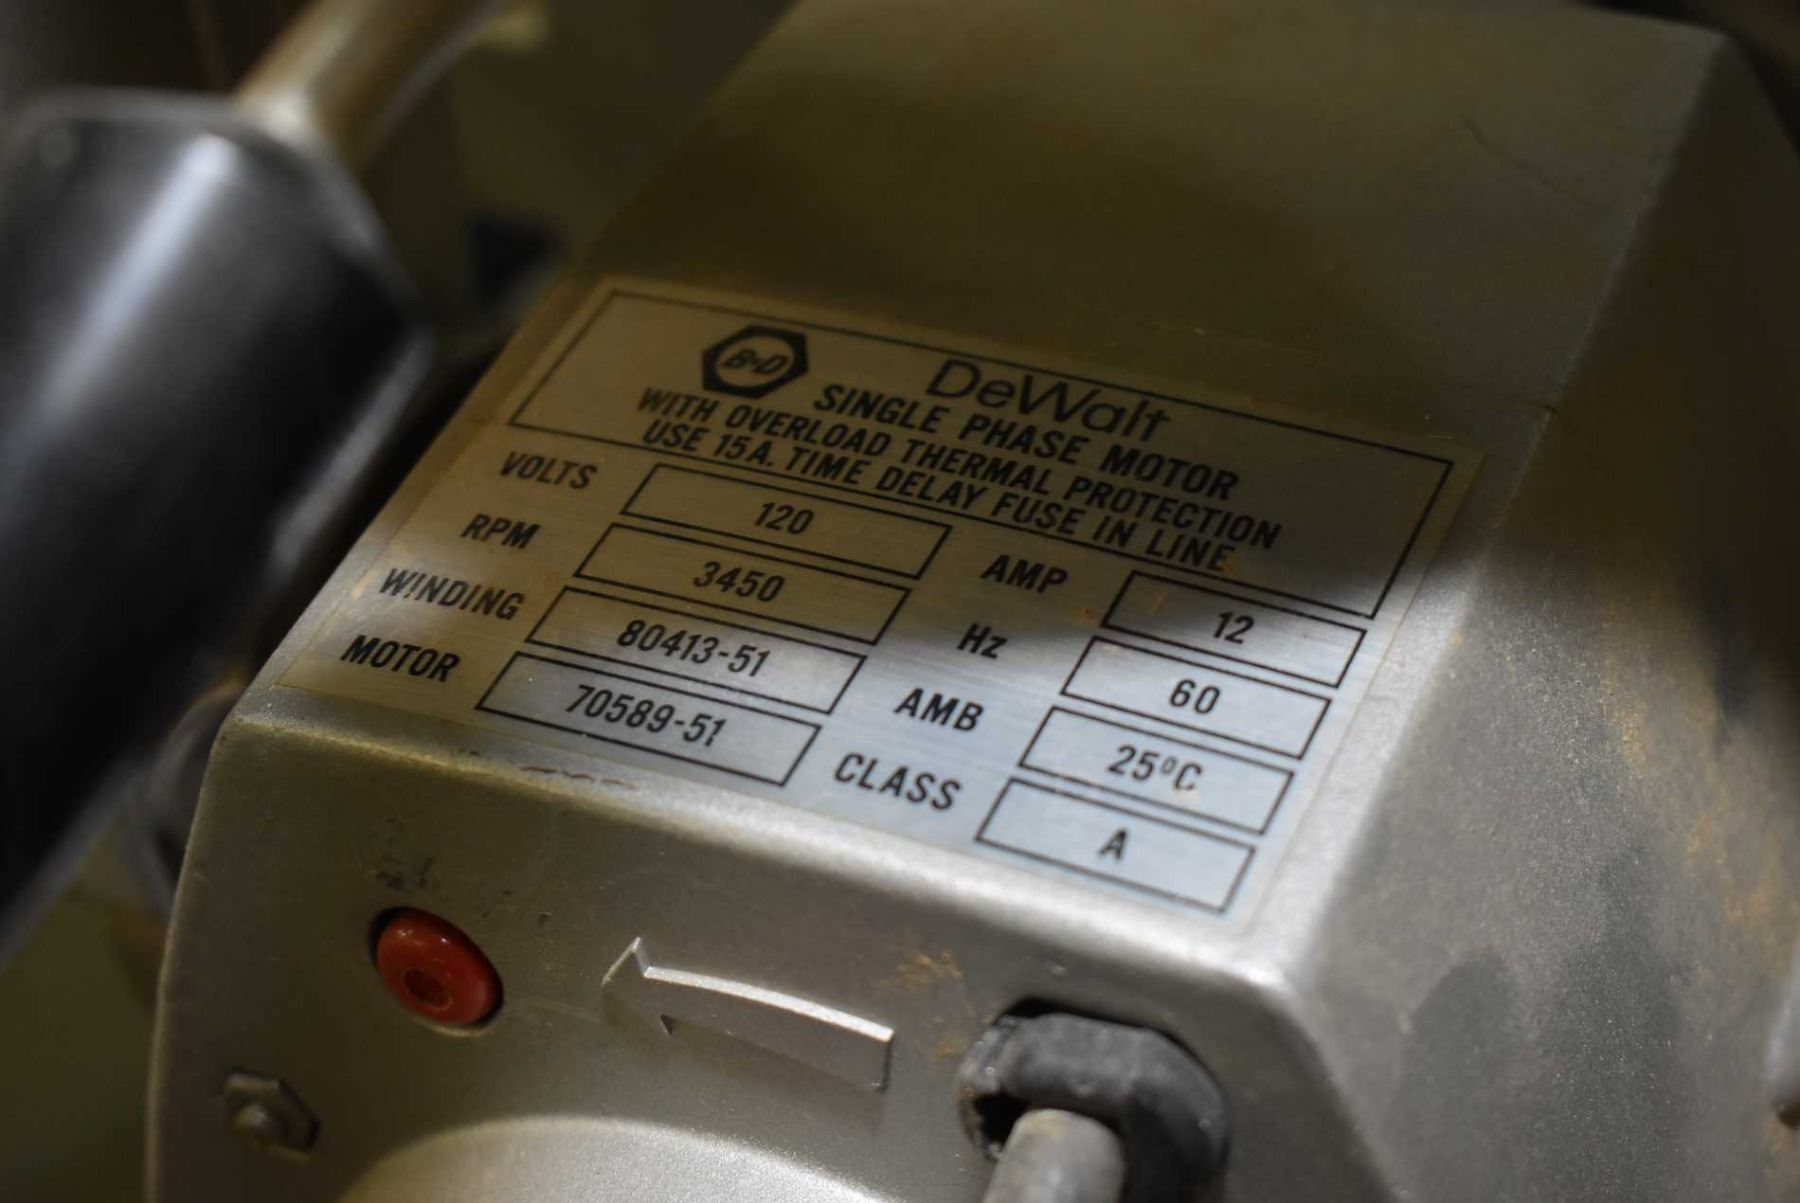 B&D DeWalt
SINGLE PHASE MOTOR
WITH OVERLOAD THERMAL PROTECTION
USE 15A. TIME DELAY FUSE IN LINE
VOLTS 120 AMP 12
RPM 3450 Hz 60
WINDING 80413-51 AMB 25ºC
MOTOR 70589-51 CLASS A